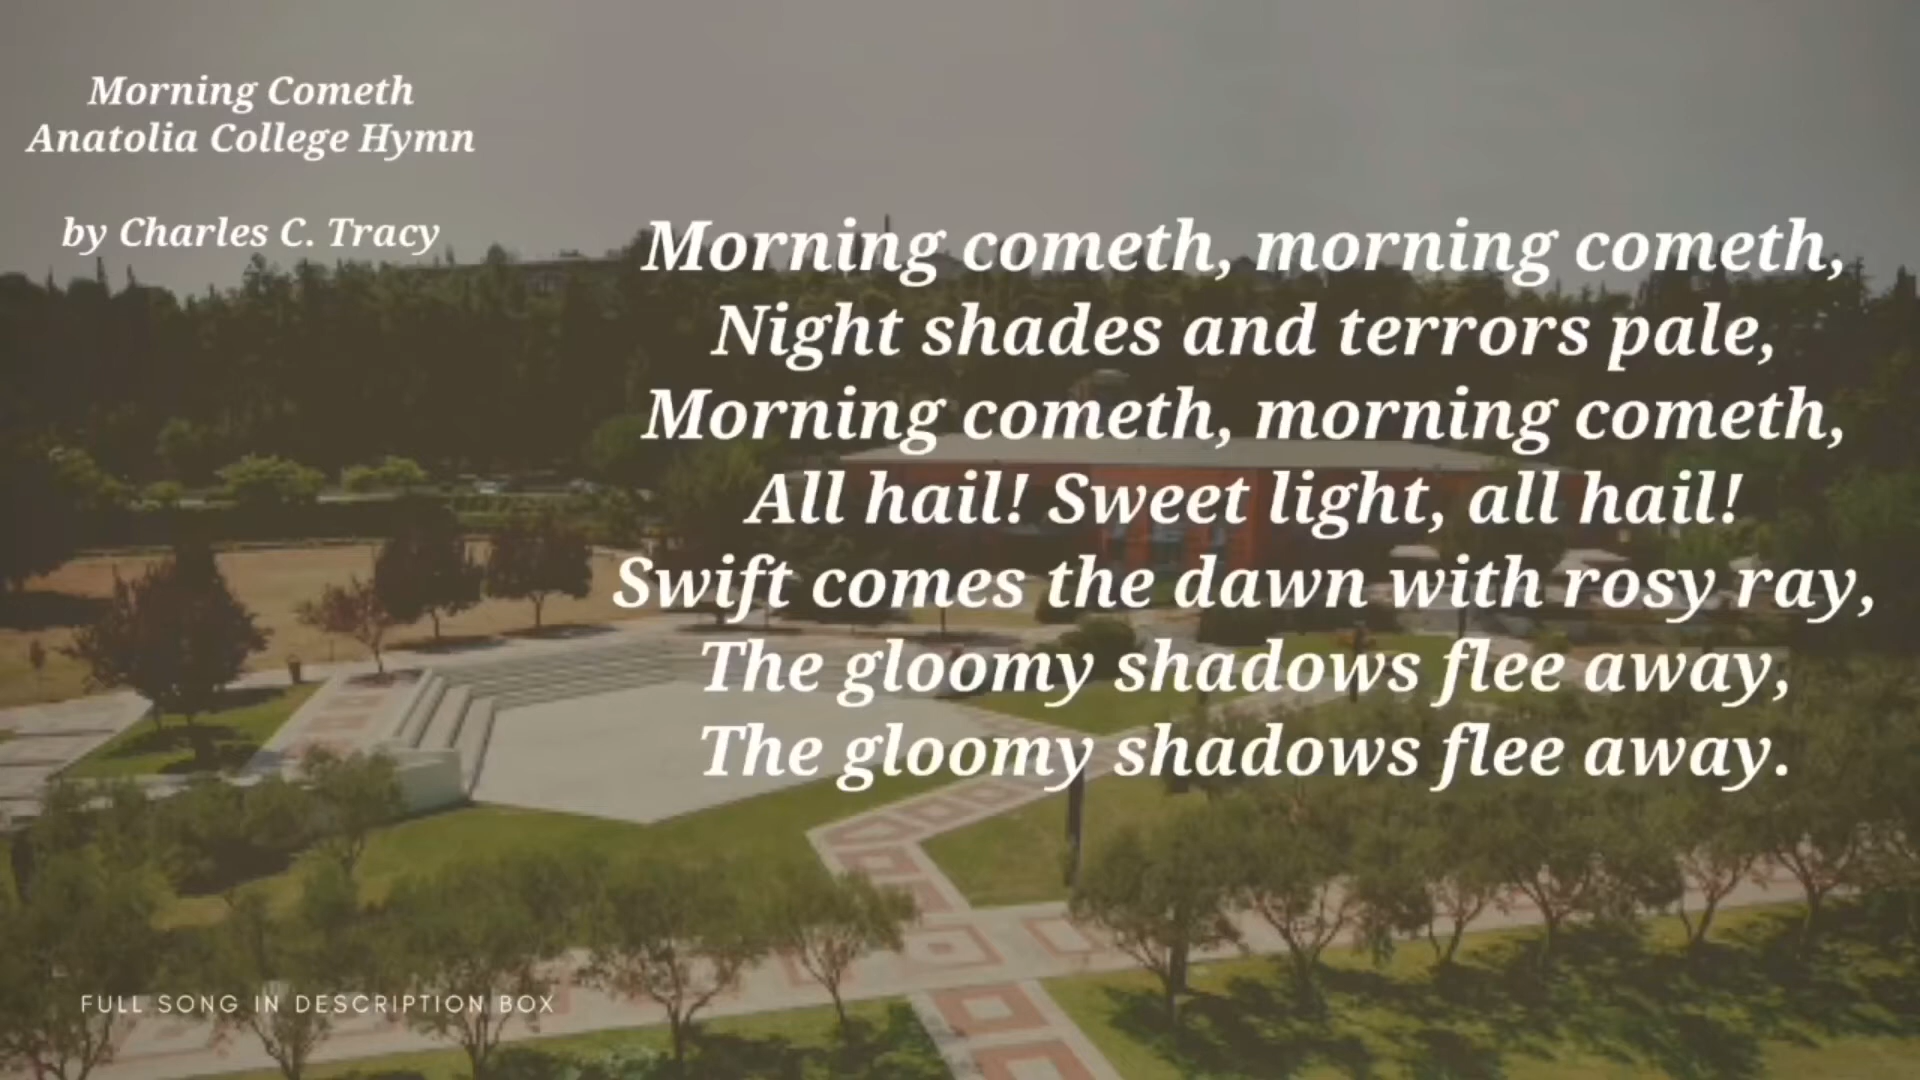 Morning Cometh
Anatolia College Hymn
by Charles C. Tracy
Morning cometh, morning cometh,
Night shades and terrors pale,
Morning cometh, morning cometh,
All hail! Sweet light, all hail!
Swift comes the dawn with rosy ray,
The gloomy shadows flee away,
The gloomy shadows flee away.
FULL SONG IN DESCRIPTION BOX